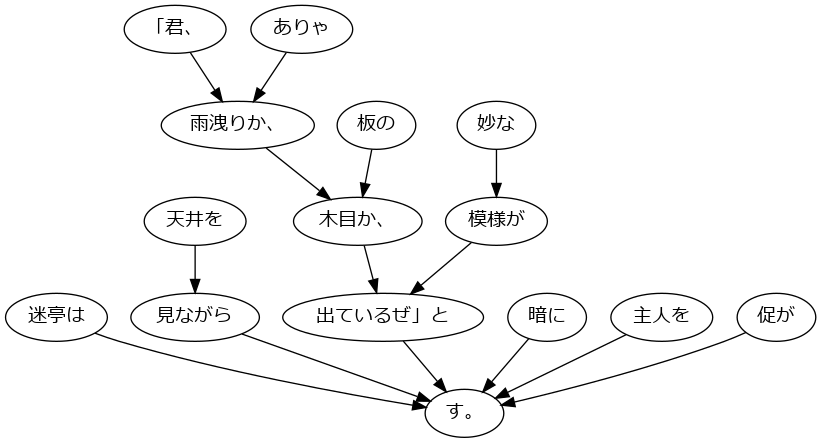 「君、
ありゃ
雨洩りか、
板の
妙な
天井を
木目か、
模様が
迷亭は
見ながら
出ているぜ」と
暗に
主人を
促が
す。